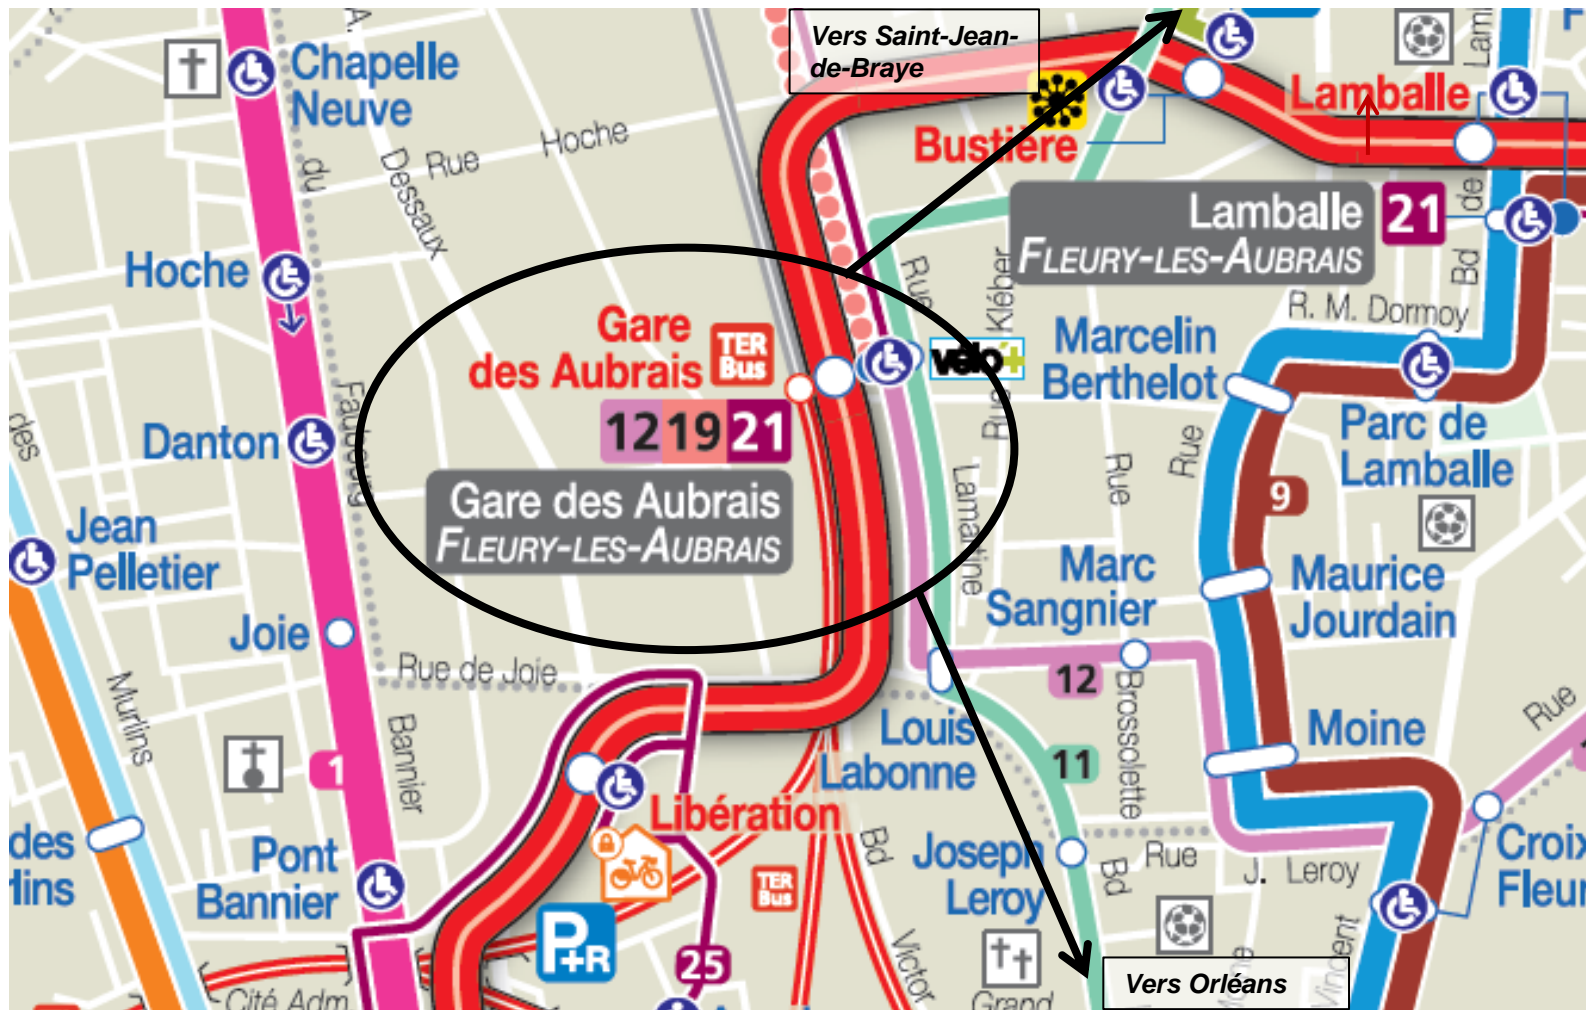 Vers Saint-Jean-
de-Braye
A.
Chapelle
Neuve
Rue
Hoche
du
Dessaux
Bustière
Lamballe
Lamballe
21
FLEURY-LES-AUBRAIS
Bd de
Hoche
Rue
Kléber
R. M. Dormoy
Gare
des Aubrais
TER
Bus
vélo+
Marcelin
Berthelot
Rue
12 19 21
Gare des Aubrais
FLEURY-LES-AUBRAIS
Danton
Faubourg
des
Lamartine
Rue
Rue
Parc de
Lamballe
9
Jean
Pelletier
Marc
Sangnier
Maurice
Jourdain
Joie
Rue de Joie
Murlins
Bannier
12
Brossolette
Rue
Louis
Labonne
Moine
11
1
Libération
Bd
Joseph
Leroy
Bd
Rue
J. Leroy
Pont
Bannier
TER
Bus
P+R
25
Victor
Vers Orléans
Vincent
Cité Adm
Grand